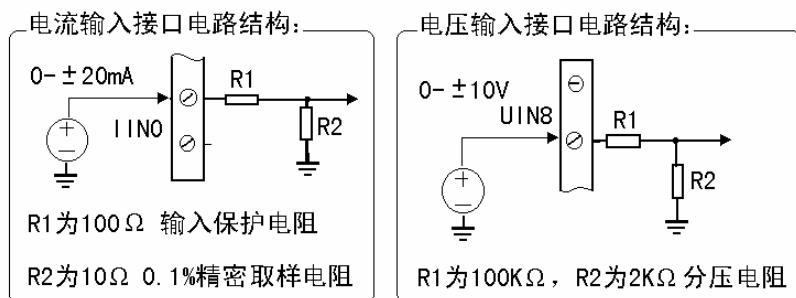 电流输入接口电路结构:
0-±20mA
IIN0
R1
R2
R1为100Ω 输入保护电阻
R2为10Ω 0.1%精密取样电阻
电压输入接口电路结构:
0-±10V
UIN8
R1
R2
R1为100KΩ, R2为2KΩ分压电阻